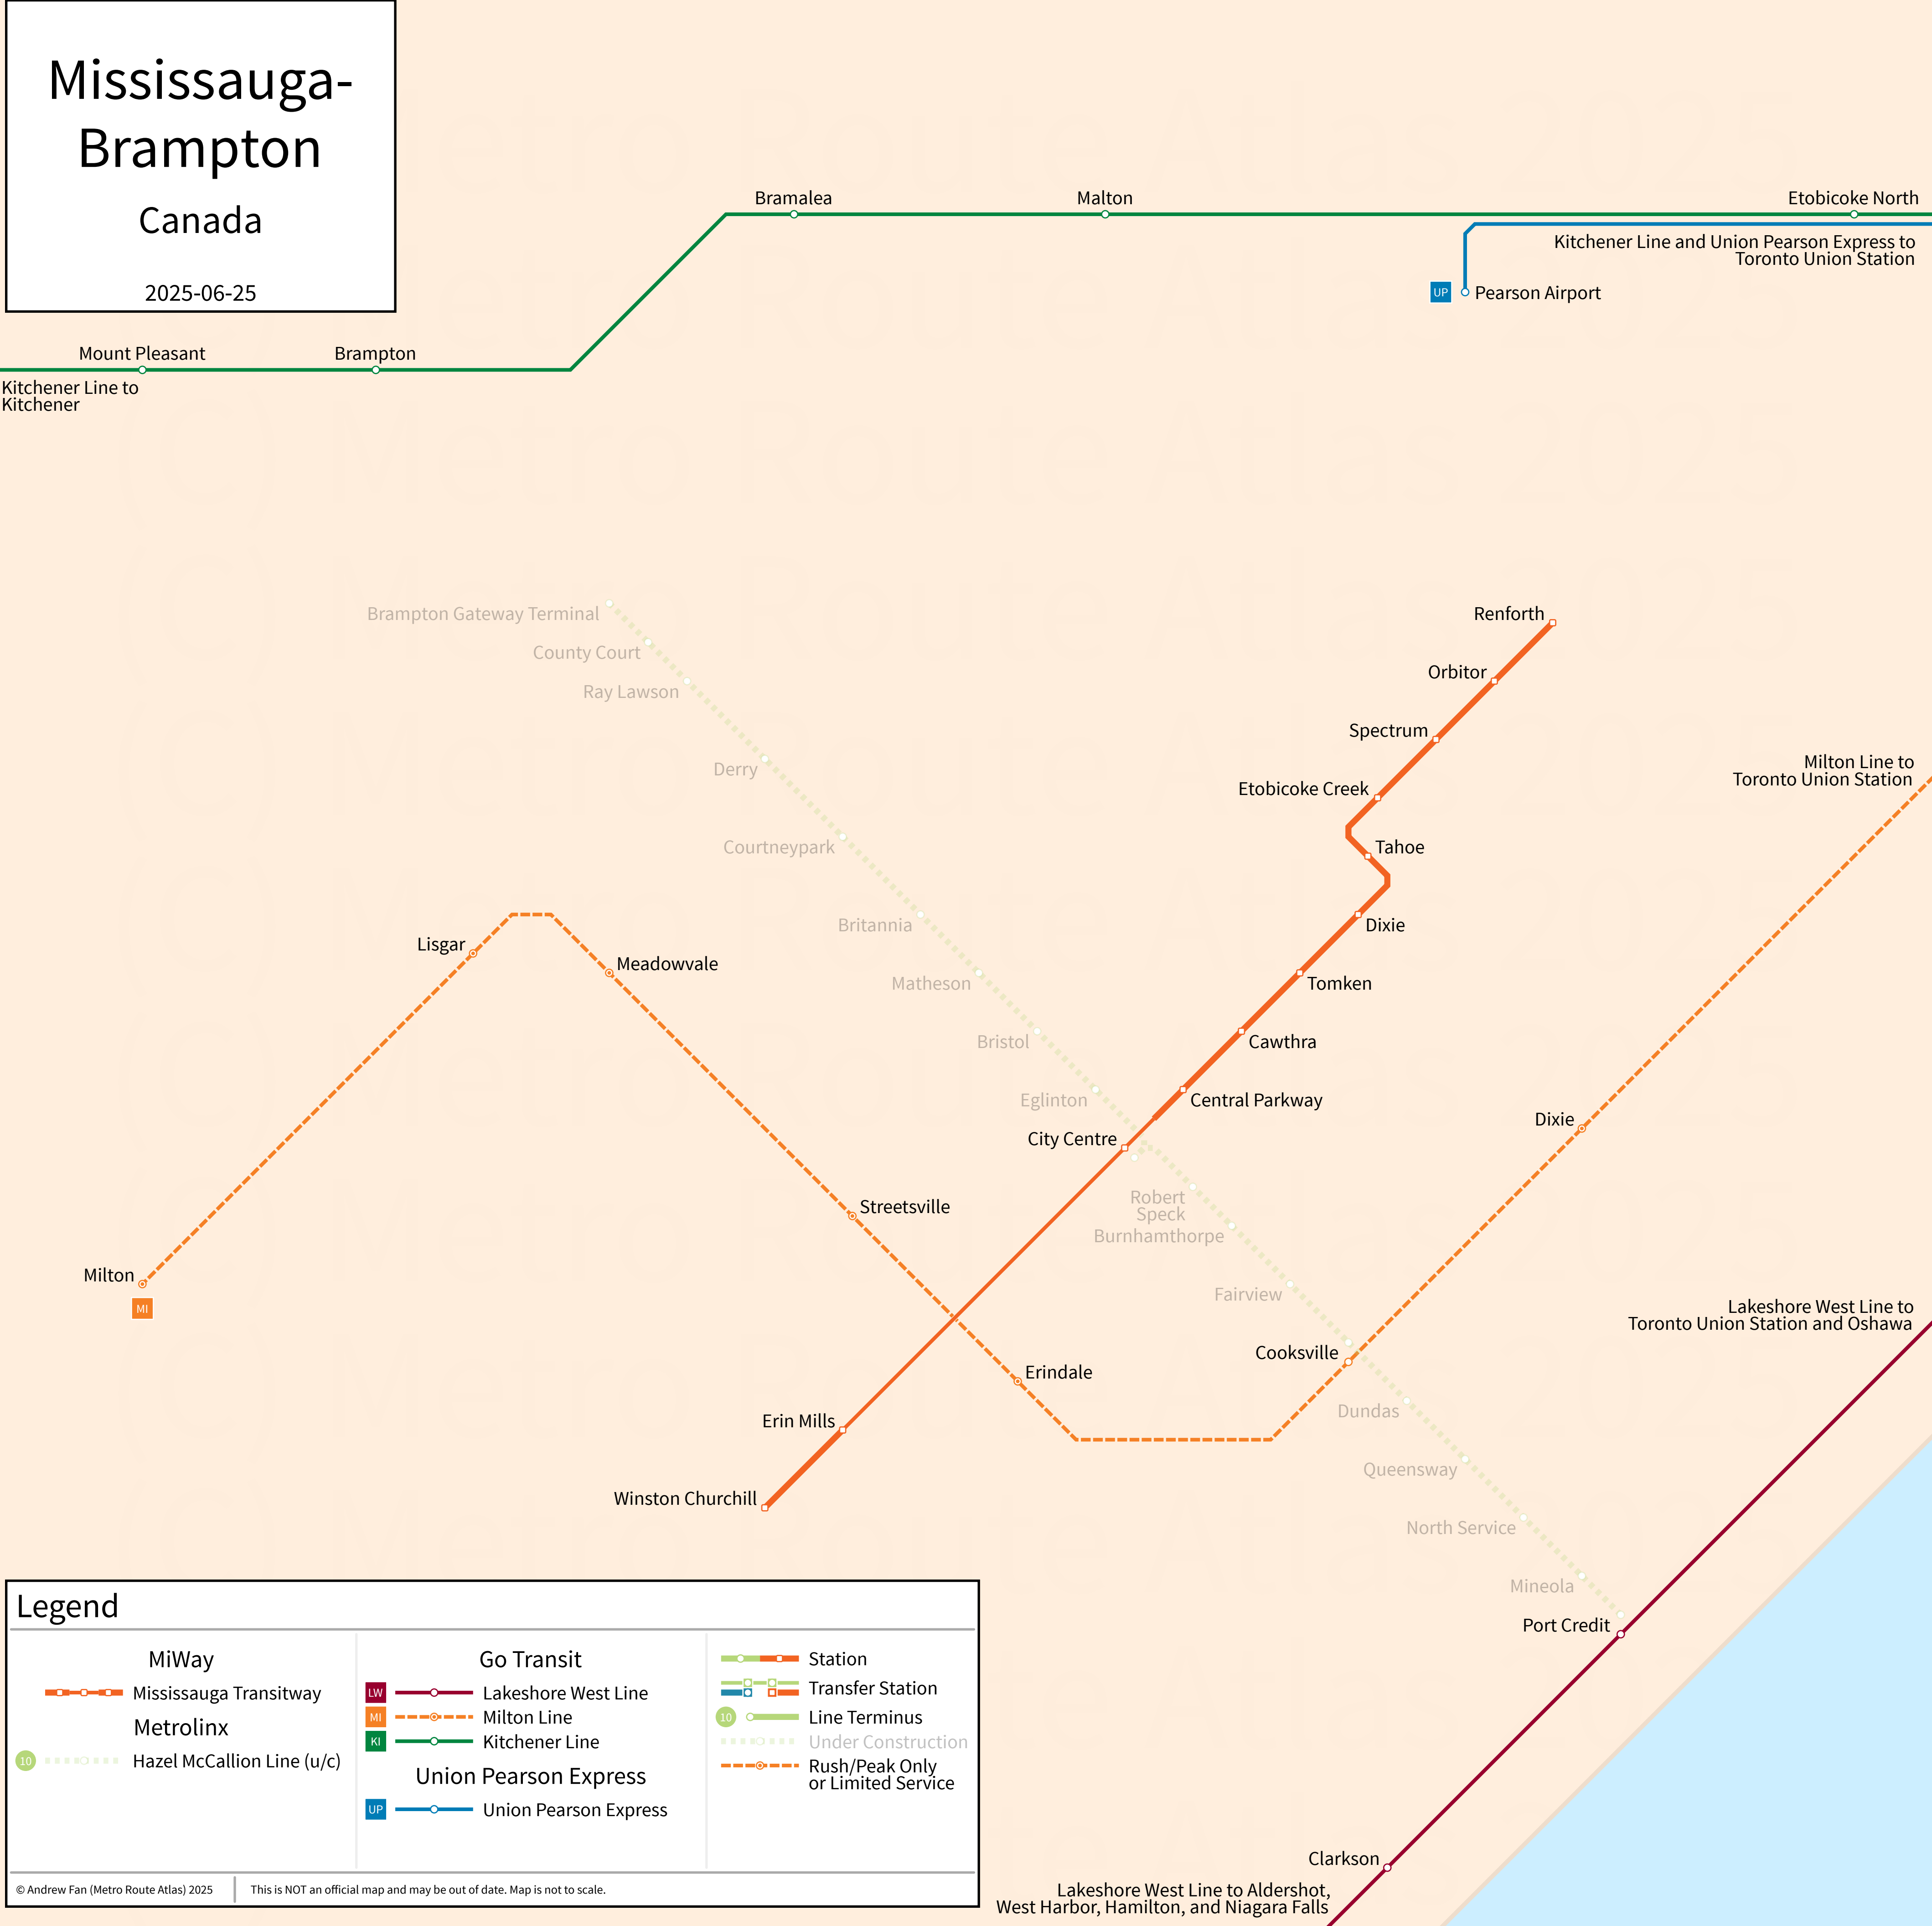 Mississauga-
Brampton
Canada
2025-06-25
Bramalea
Malton
Etobicoke North
Kitchener Line and Union Pearson Express to
Toronto Union Station
UP
Pearson Airport
Mount Pleasant
Brampton
Kitchener Line to
Kitchener
Brampton Gateway Terminal
County Court
Ray Lawson
Derry
Courtneypark
Britannia
Matheson
Bristol
Eglinton
Renforth
Orbitor
Spectrum
Etobicoke Creek
Tahoe
Dixie
Tomken
Cawthra
Central Parkway
City Centre
Milton Line to
Toronto Union Station
Lisgar
Meadowvale
Streetsville
Milton
MI
Erindale
Erin Mills
Winston Churchill
Robert
Speck
Burnhamthorpe
Fairview
Cooksville
Dixie
Dundas
Queensway
North Service
Mineola
Port Credit
Lakeshore West Line to
Toronto Union Station and Oshawa
Clarkson
Lakeshore West Line to Aldershot,
West Harbor, Hamilton, and Niagara Falls
Legend
MiWay
Mississauga Transitway
Metrolinx
10 Hazel McCallion Line (u/c)
Go Transit
LW Lakeshore West Line
MI Milton Line
KI Kitchener Line
Union Pearson Express
UP Union Pearson Express
Station
Transfer Station
10 Line Terminus
Under Construction
Rush/Peak Only
or Limited Service
© Andrew Fan (Metro Route Atlas) 2025
This is NOT an official map and may be out of date. Map is not to scale.
(C) Metro Route Atlas 2025